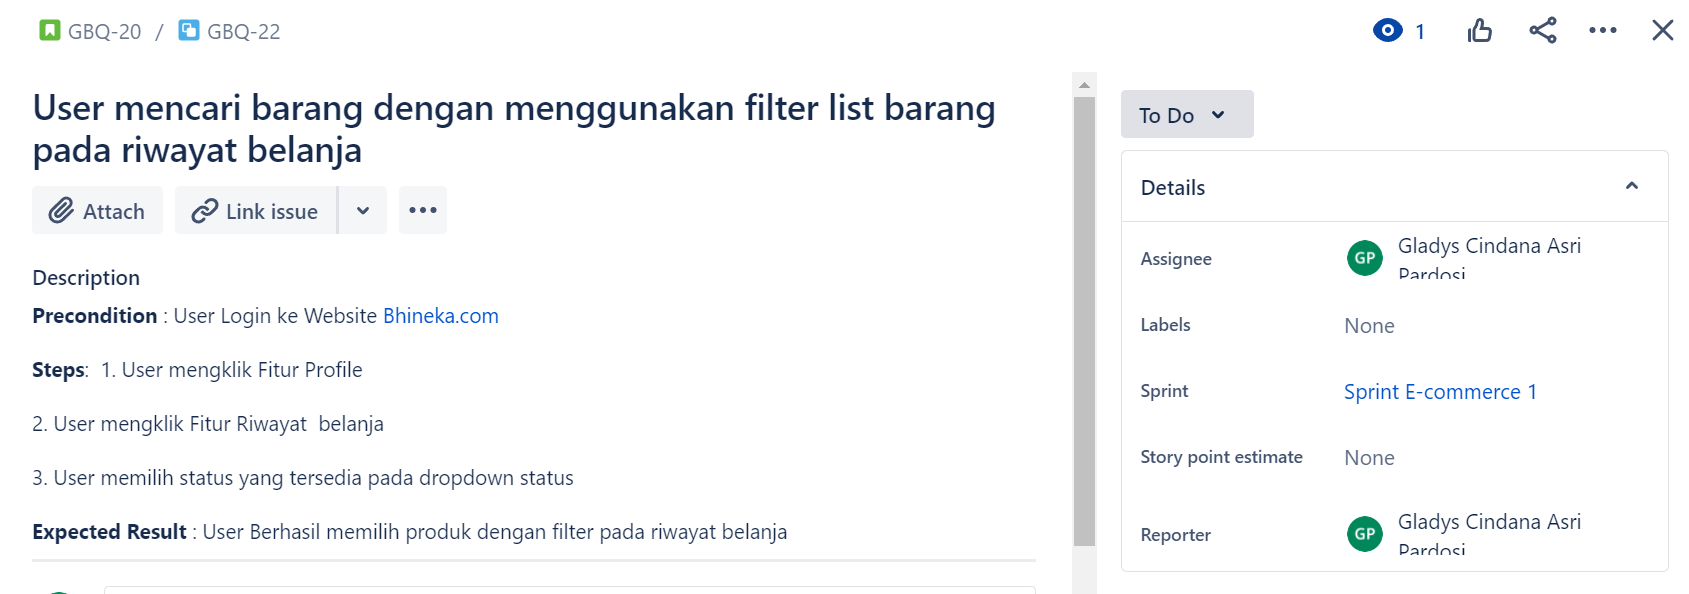 GBQ-20 / GBQ-22
1
User mencari barang dengan menggunakan filter list barang
pada riwayat belanja
Attach
Link issue
Description
Precondition : User Login ke Website Bhineka.com
Steps:  1. User mengklik Fitur Profile
2. User mengklik Fitur Riwayat  belanja
3. User memilih status yang tersedia pada dropdown status
Expected Result : User Berhasil memilih produk dengan filter pada riwayat belanja
To Do
Details
Assignee
GP
Gladys Cindana Asri
Pardosi
Labels
None
Sprint
Sprint E-commerce 1
Story point estimate
None
Reporter
GP
Gladys Cindana Asri
Pardosi